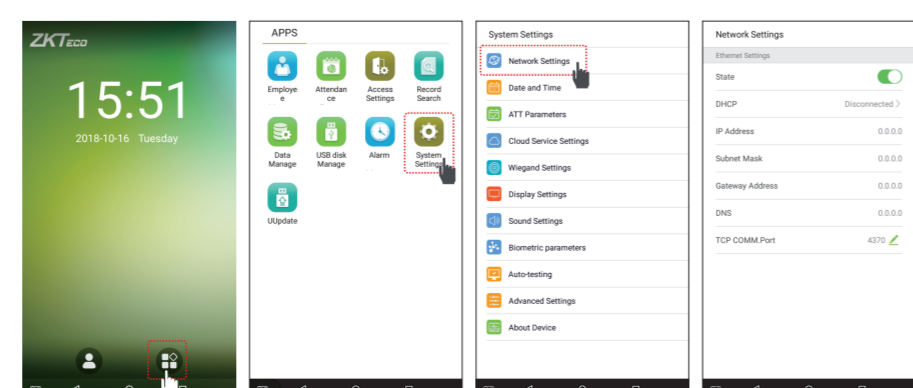 ZKTECO
15:51
2018-10-16 Tuesday
APPS
Employe
e
Attendan
ce
Access
Settings
Record
Search
Data
Manage
USB disk
Manage
Alarm
System
Settings
UUpdate
System Settings
Network Settings
Date and Time
ATT Parameters
Cloud Service Settings
Wiegand Settings
Display Settings
Sound Settings
Biometric parameters
Auto-testing
Advanced Settings
About Device
Network Settings
Ethernet Settings
State
DHCP Disconnected >
IP Address 0.0.0.0
Subnet Mask 0.0.0.0
Gateway Address 0.0.0.0
DNS 0.0.0.0
TCP COMM.Port 4370